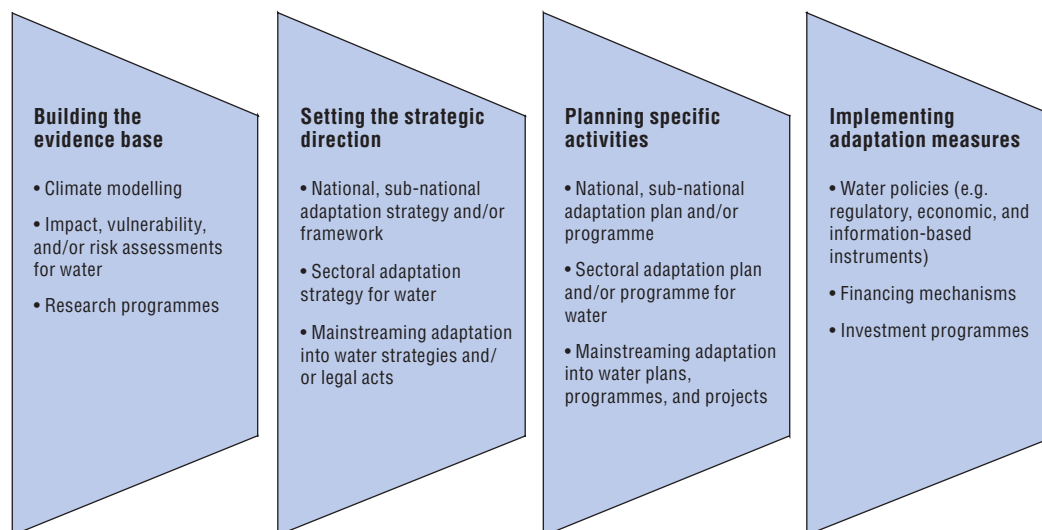 Building the
evidence base
• Climate modelling
• Impact, vulnerability,
and/or risk assessments
for water
• Research programmes
Setting the strategic
direction
• National, sub-national
adaptation strategy and/or
framework
• Sectoral adaptation
strategy for water
• Mainstreaming adaptation
into water strategies and/
or legal acts
Planning specific
activities
• National, sub-national
adaptation plan and/or
programme
• Sectoral adaptation plan
and/or programme for
water
• Mainstreaming adaptation
into water plans,
programmes, and projects
Implementing
adaptation measures
• Water policies (e.g.
regulatory, economic, and
information-based
instruments)
• Financing mechanisms
• Investment programmes